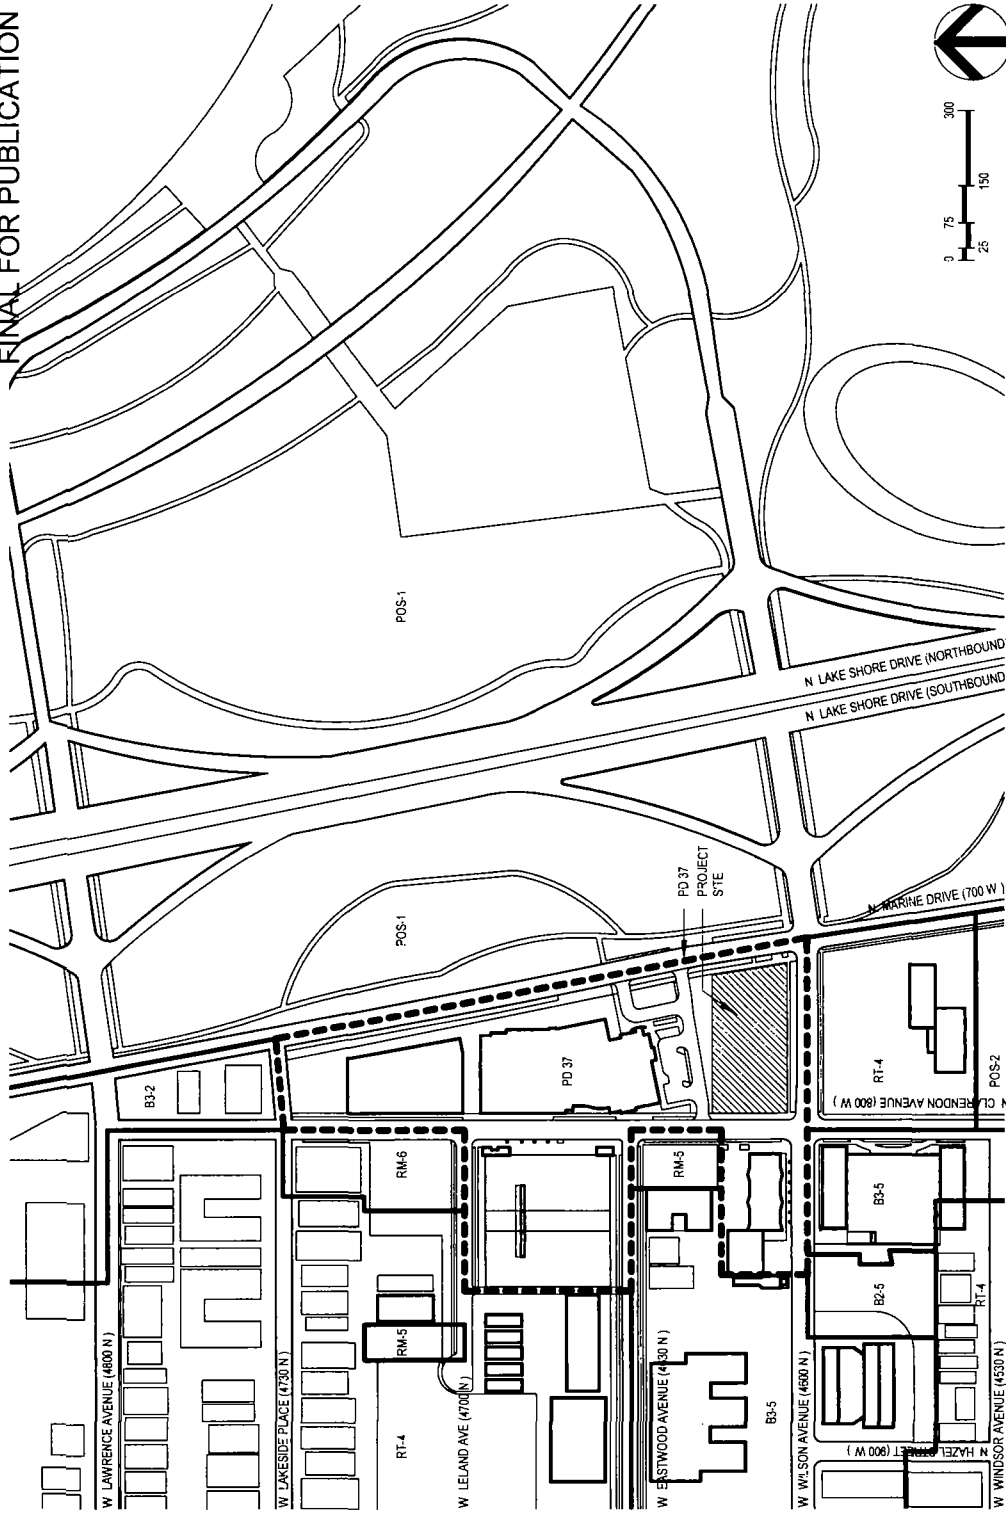 FINAL FOR PUBLICATION
300
150
75
25
0
POS-1
N LAKE SHORE DRIVE (NORTHBOUND
N LAKE SHORE DRIVE (SOUTHBOUND
PD 37
PROJECT
SITE
N. MARINE DRIVE (700 W )
POS-1
B3-2
PD 37
RT-4
POS-2
N CLARENDON AVENUE (800 W )
RM-6
RM-5
B3-5
B2-5
RT-4
RM-5
RT-4
B3-5
W LAWRENCE AVENUE (4800 N )
W LAKESIDE PLACE (4730 N )
W LELAND AVE (4700 N )
W EASTWOOD AVENUE (4630 N )
W WILSON AVENUE (4600 N )
N HAZEL STREET (900 W )
W WINDSOR AVENUE (4530 N )